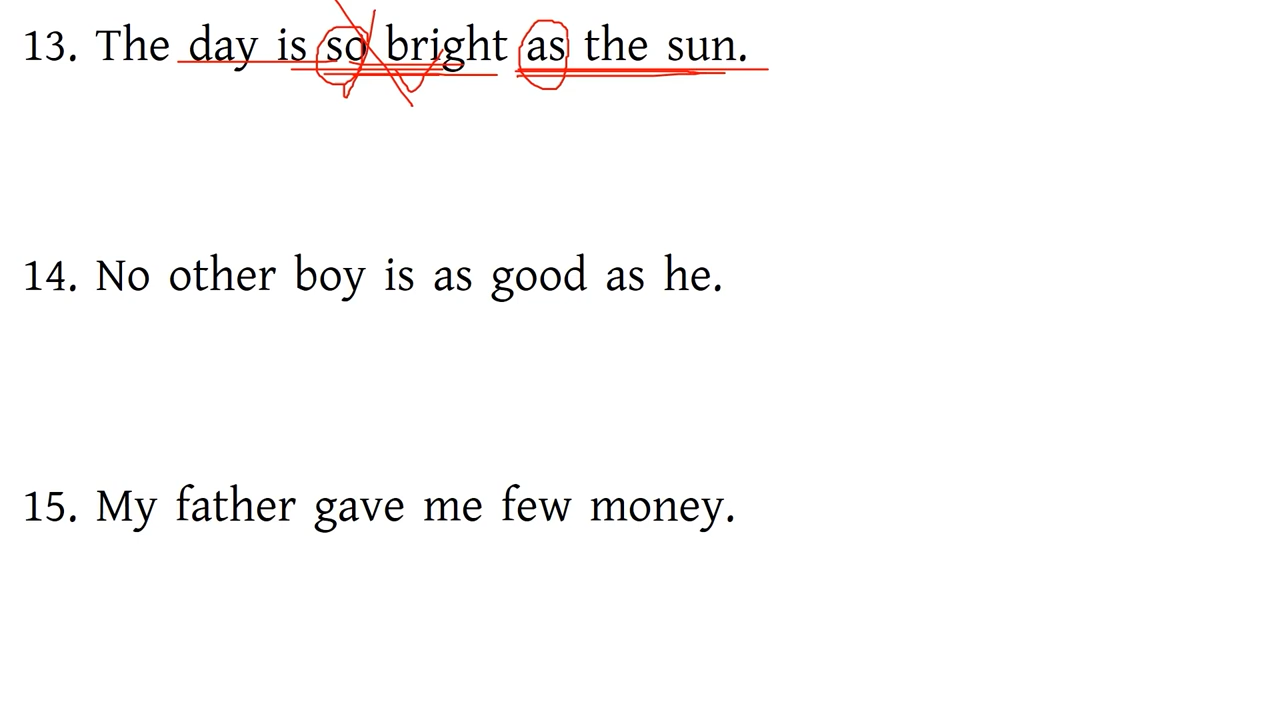 13. The day is so bright as the sun.
14. No other boy is as good as he.
15. My father gave me few money.